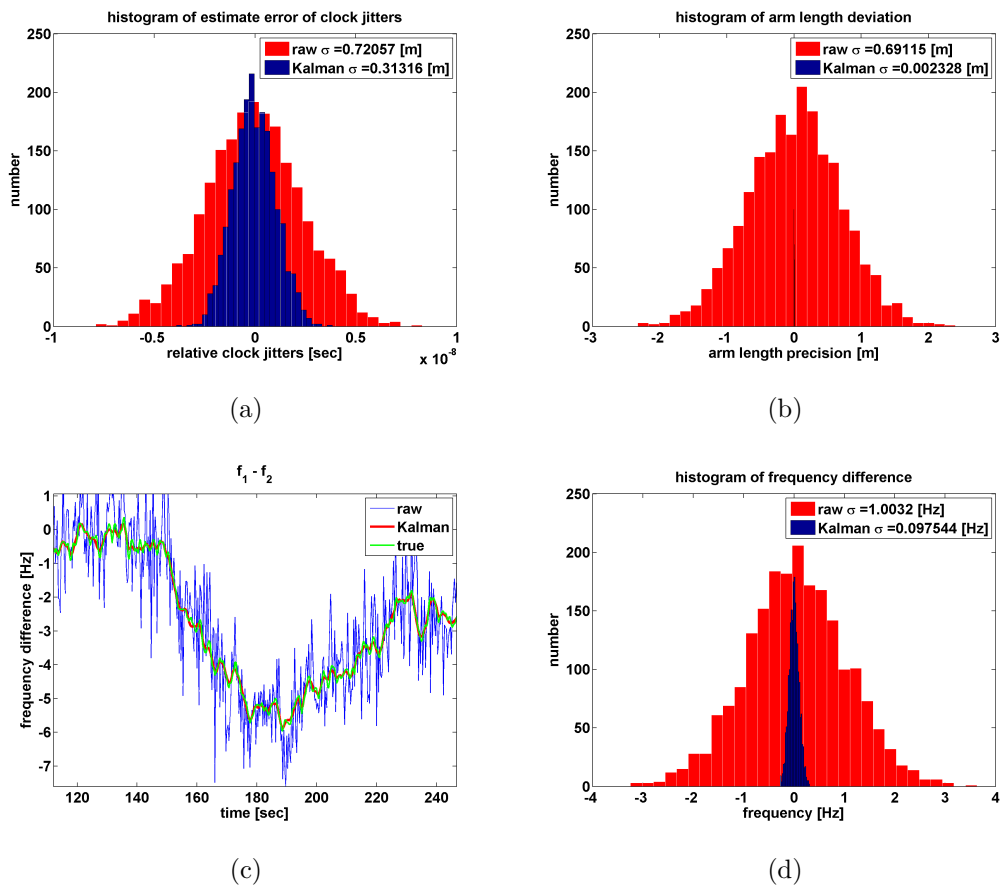 histogram of estimate error of clock jitters
250
200
150
100
50
0
number
raw σ =0.72057 [m]
Kalman σ =0.31316 [m]
-1
-0.5
0
0.5
1
x 10^-8
relative clock jitters [sec]
(a)
histogram of arm length deviation
250
200
150
100
50
0
number
raw σ =0.69115 [m]
Kalman σ =0.002328 [m]
-3
-2
-1
0
1
2
3
arm length precision [m]
(b)
f_1 - f_2
1
0
-1
-2
-3
-4
-5
-6
-7
frequency difference [Hz]
raw
Kalman
true
120
140
160
180
200
220
240
time [sec]
(c)
histogram of frequency difference
250
200
150
100
50
0
number
raw σ =1.0032 [Hz]
Kalman σ =0.097544 [Hz]
-4
-3
-2
-1
0
1
2
3
4
frequency [Hz]
(d)